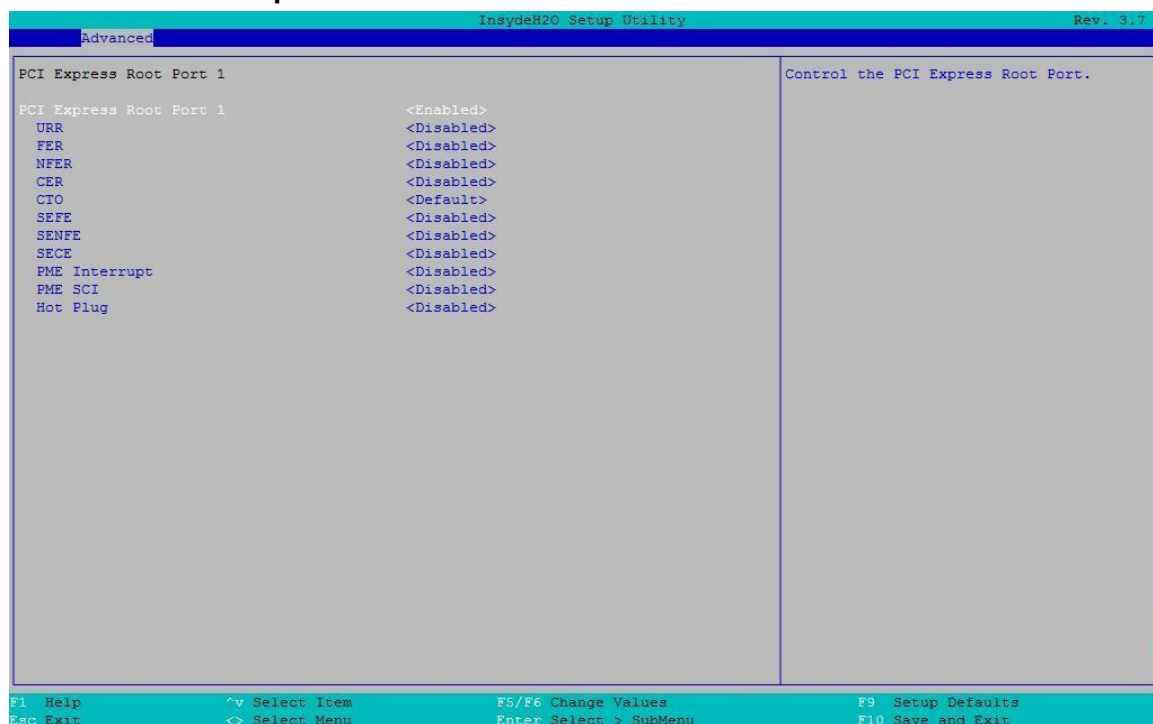 InsydeH2O Setup Utility Rev. 3.7
Advanced
PCI Express Root Port 1 Control the PCI Express Root Port.
PCI Express Root Port 1 <Enabled>
URR <Disabled>
FER <Disabled>
NFER <Disabled>
CER <Disabled>
CTO <Default>
SEFE <Disabled>
SENFE <Disabled>
SECE <Disabled>
PME Interrupt <Disabled>
PME SCI <Disabled>
Hot Plug <Disabled>
F1 Help ^v Select Item F5/F6 Change Values F9 Setup Defaults
Esc Exit <> Select Menu Enter Select > SubMenu F10 Save and Exit